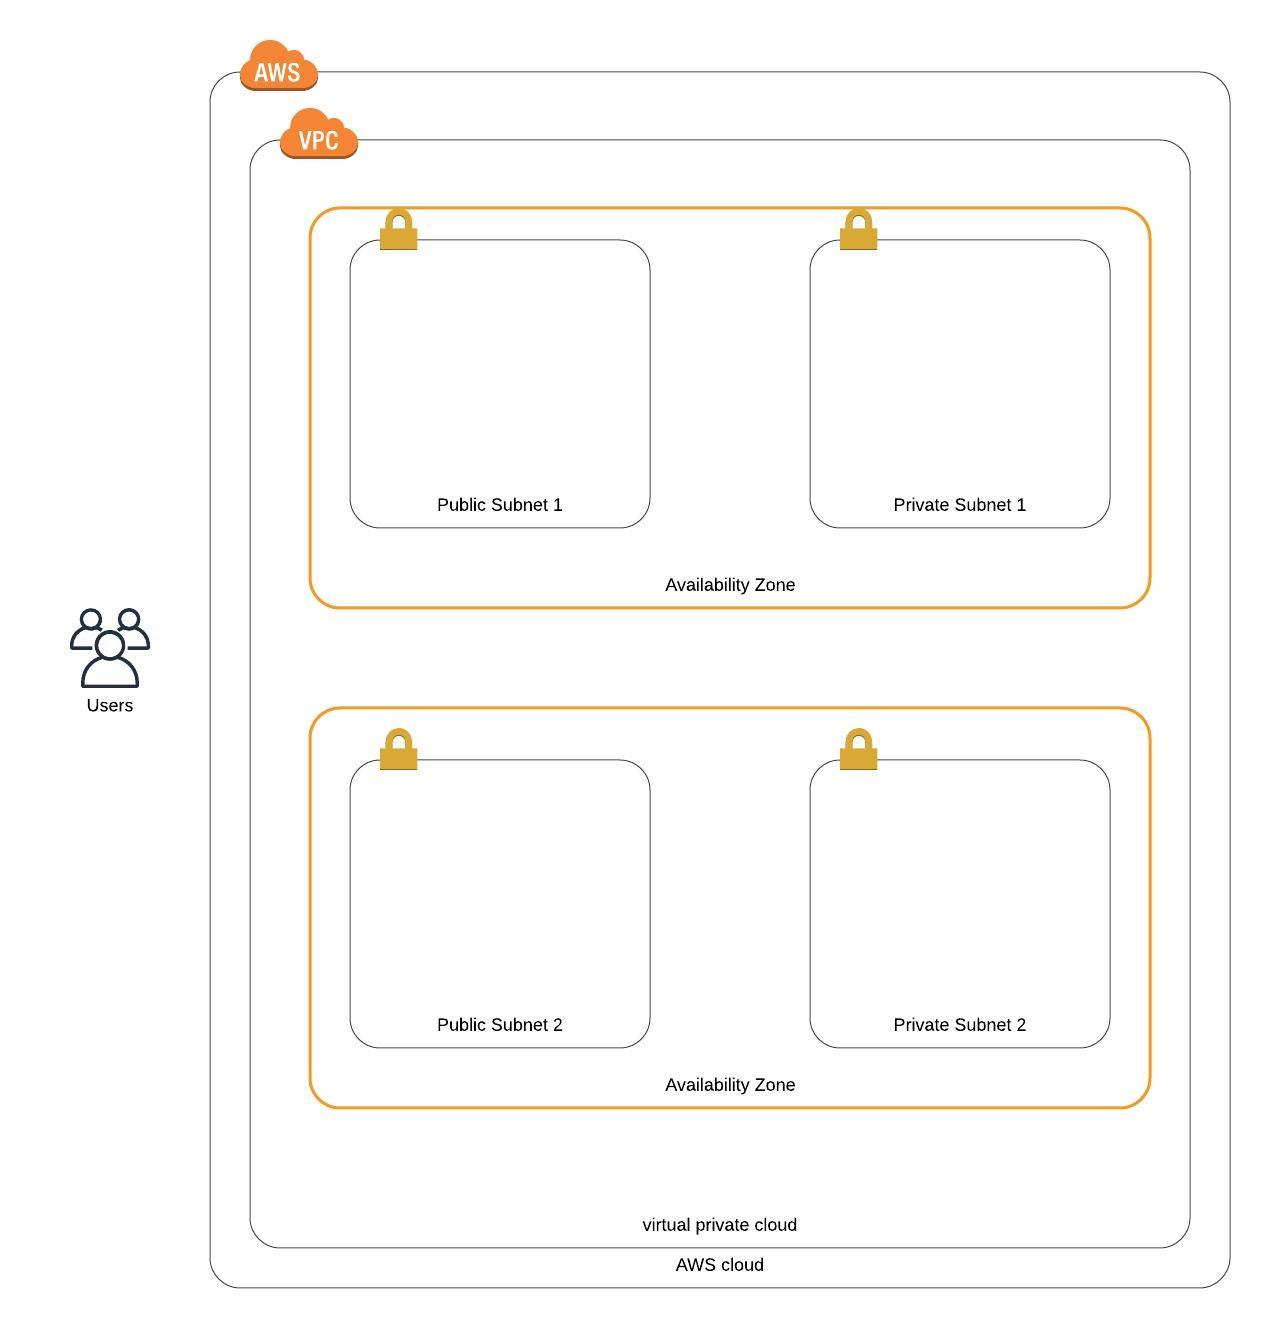 AWS
VPC
Public Subnet 1
Private Subnet 1
Availability Zone
Users
Public Subnet 2
Private Subnet 2
Availability Zone
virtual private cloud
AWS cloud